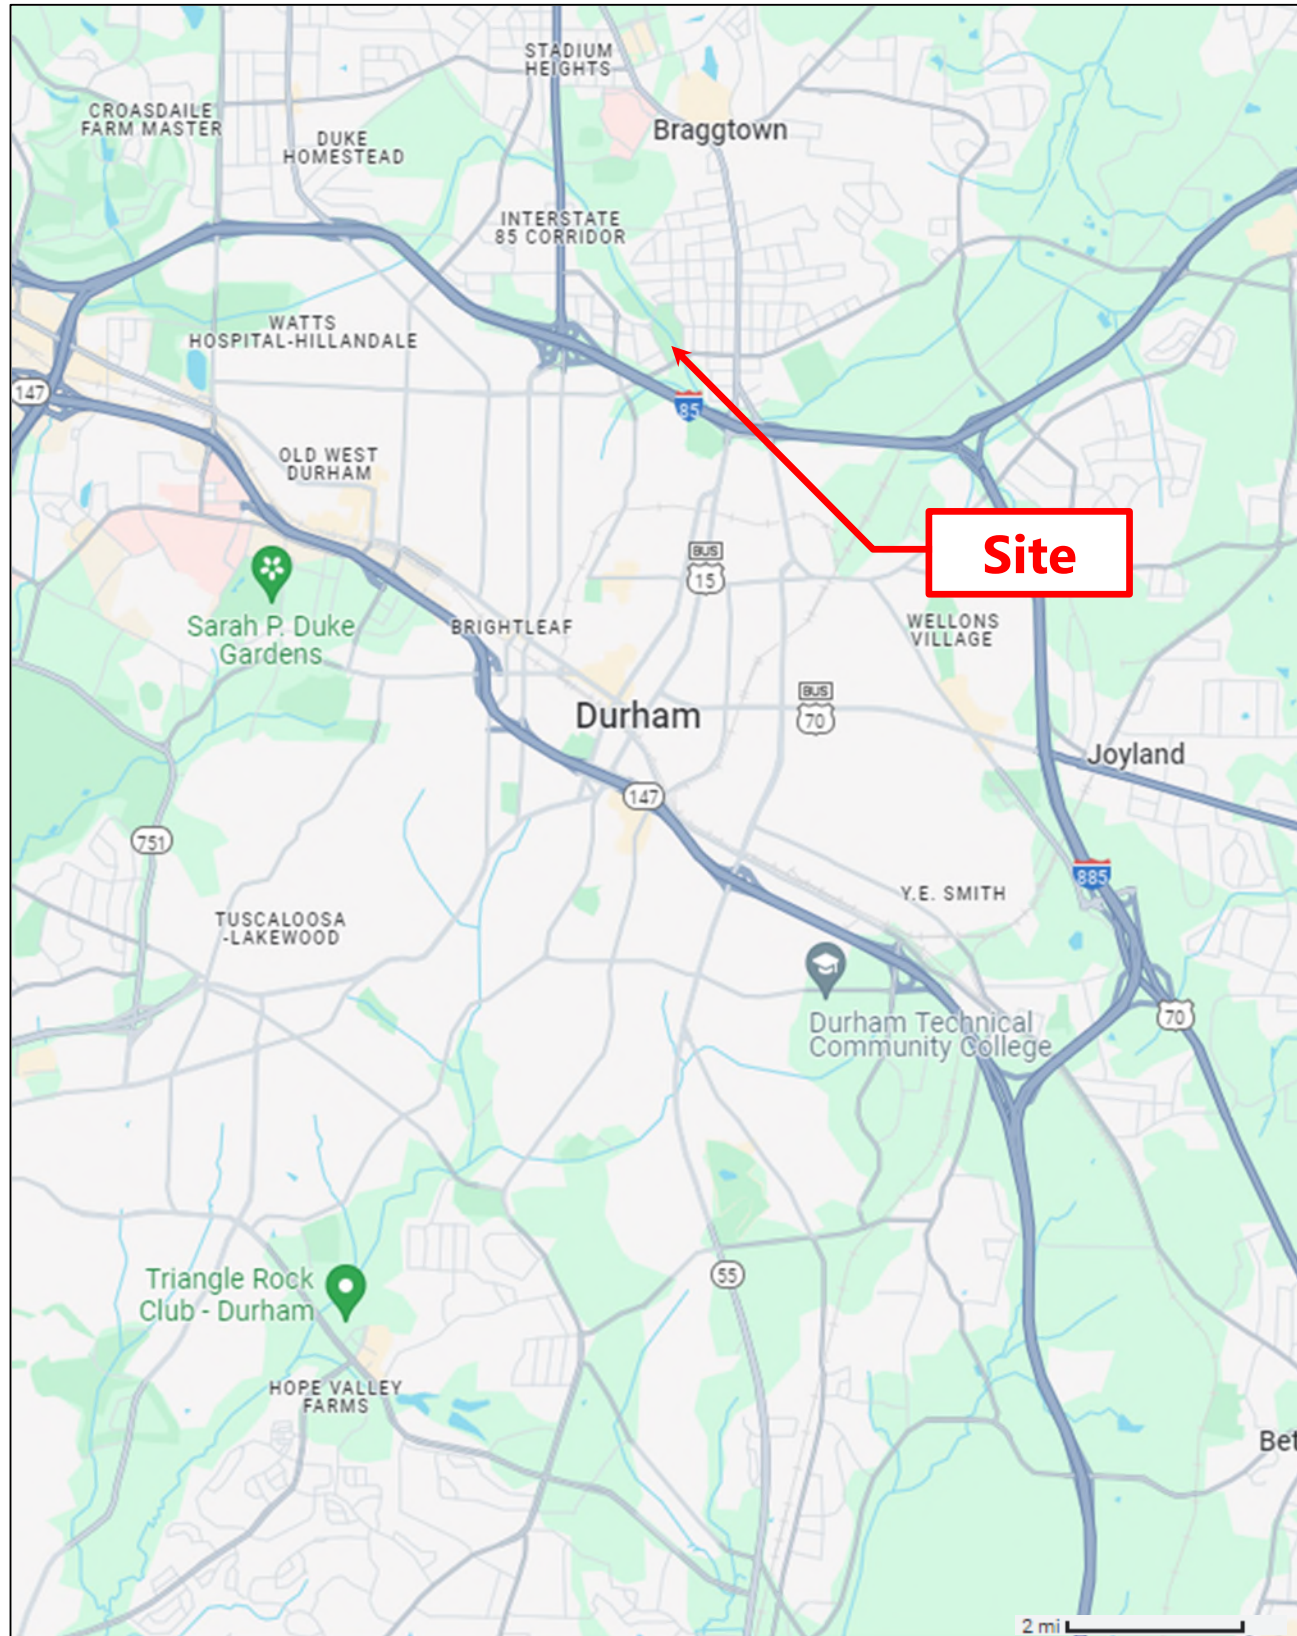 STADIUM
HEIGHTS
CROASDAILE
FARM MASTER
Braggtown
DUKE
HOMESTEAD
INTERSTATE
85 CORRIDOR
WATTS
HOSPITAL-HILLANDALE
147
85
OLD WEST
DURHAM
Site
BUS
15
Sarah P. Duke
Gardens
BRIGHTLEAF
WELLONS
VILLAGE
BUS
70
Durham
Joyland
147
751
885
Y.E. SMITH
TUSCALOOSA
-LAKEWOOD
70
Durham Technical
Community College
55
Triangle Rock
Club - Durham
HOPE VALLEY
FARMS
Bet
2 mi